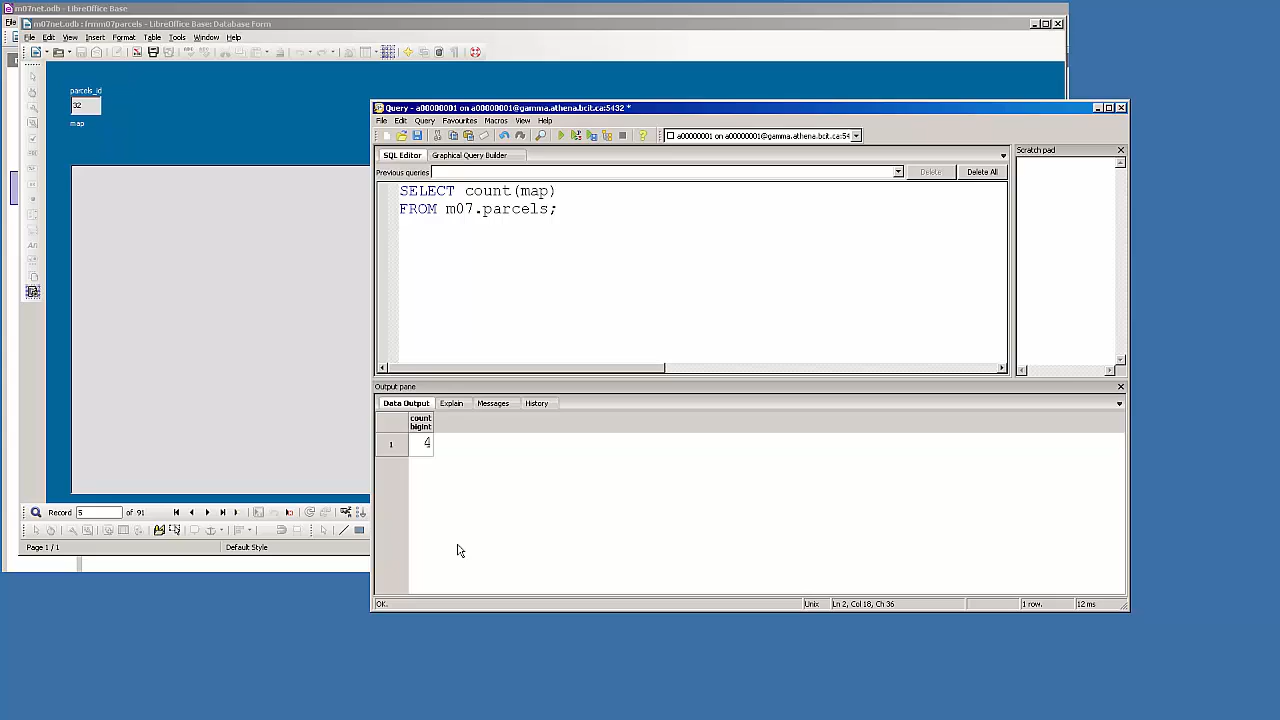 m07net.odb - LibreOffice Base
m07net.odb : frmm07parcels - LibreOffice Base: Database Form
File Edit View Insert Format Table Tools Window Help
parcels_id
32
map
Record 5 of 91
Page 1 / 1 Default Style
Query - a00000001 on a00000001@gamma.athena.bcit.ca:5432 *
File Edit Query Favourites Macros View Help
a00000001 on a00000001@gamma.athena.bcit.ca:54
SQL Editor Graphical Query Builder
Previous queries Delete Delete All
SELECT count(map)
FROM m07.parcels;
Scratch pad
Output pane
Data Output Explain Messages History
count
bigint
1 4
OK. Unix Ln 2, Col 18, Ch 36 1 row. 12 ms